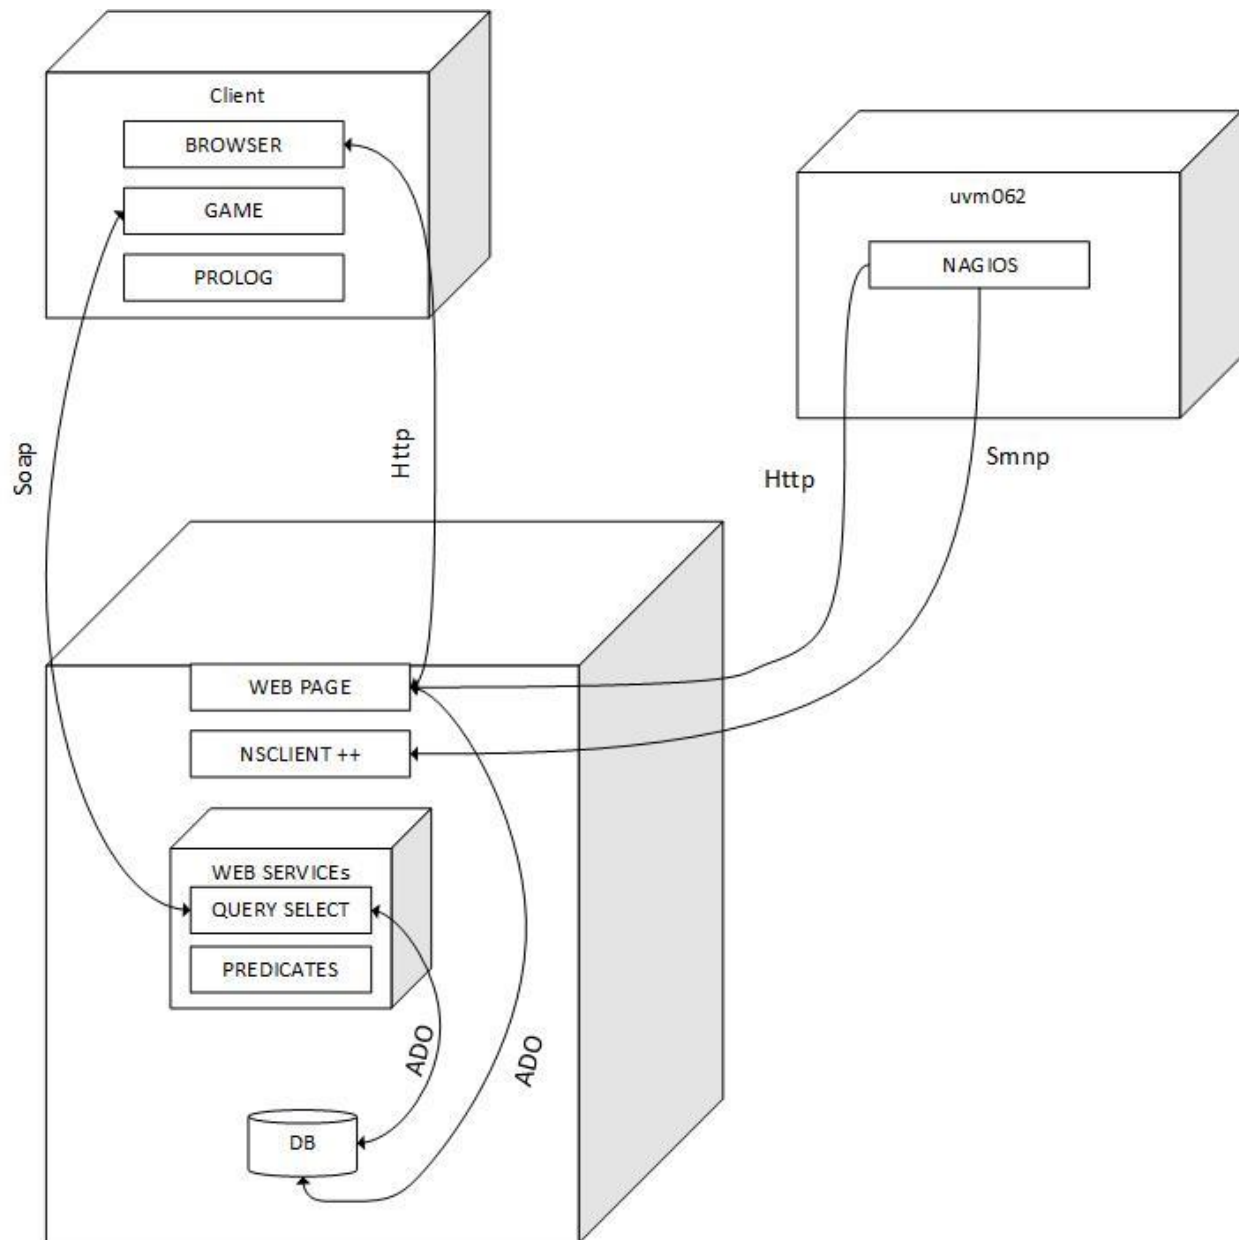 Client
BROWSER
GAME
PROLOG
uvm062
NAGIOS
Soap
Http
Http
Smnp
WEB PAGE
NSCLIENT ++
WEB SERVICEs
QUERY SELECT
PREDICATES
ADO
ADO
DB